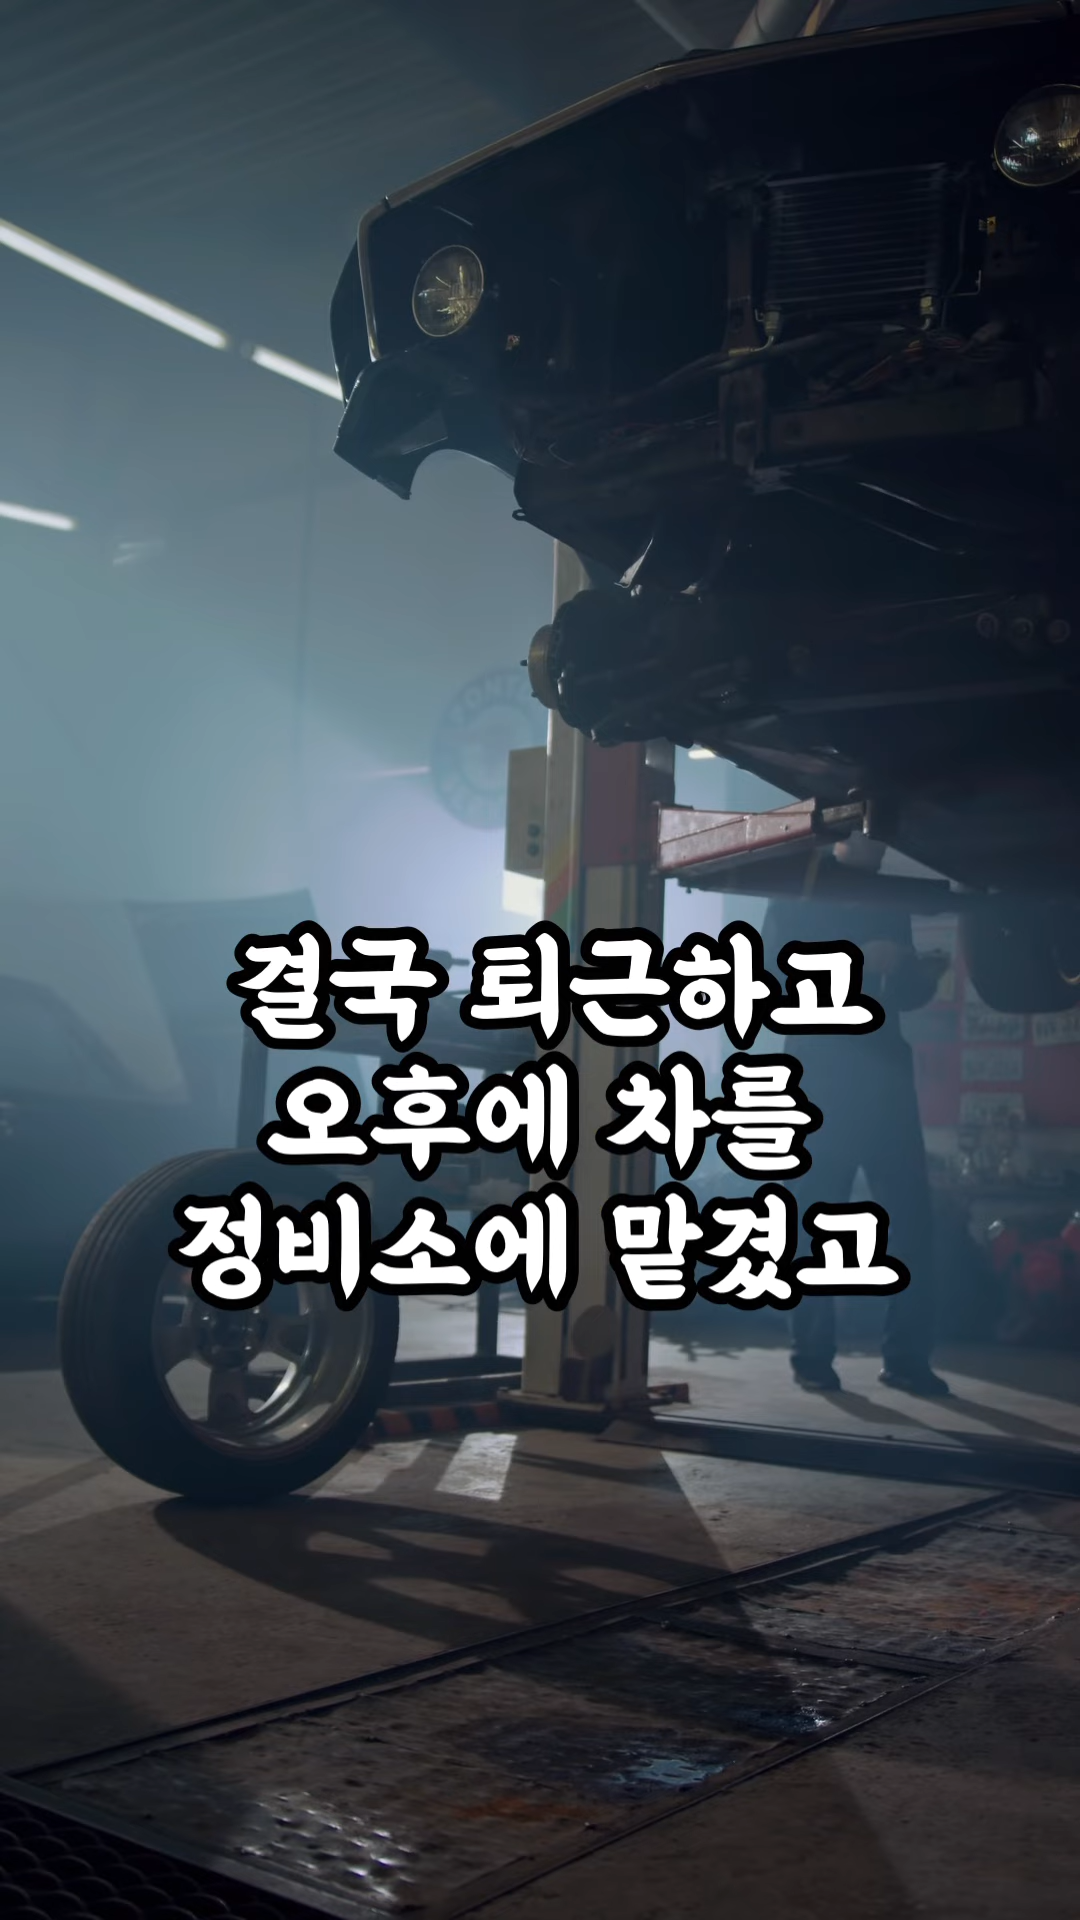 결국 퇴근하고
오후에 차를
정비소에 맡겼고